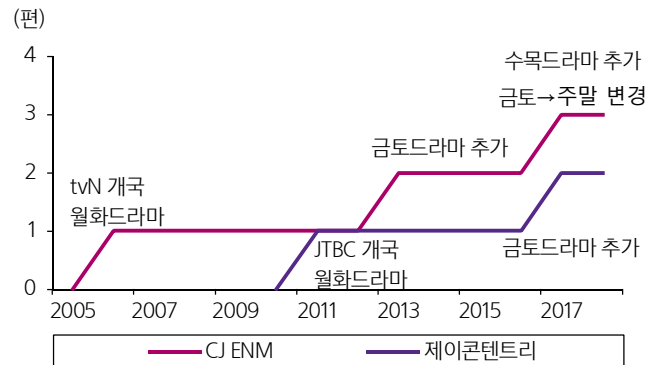 (편)
4
수목드라마 추가
금토→주말 변경
3
금토드라마 추가
2
tvN 개국
월화드라마
1
JTBC 개국
월화드라마
금토드라마 추가
0
2005 2007 2009 2011 2013 2015 2017
CJ ENM 제이콘텐트리